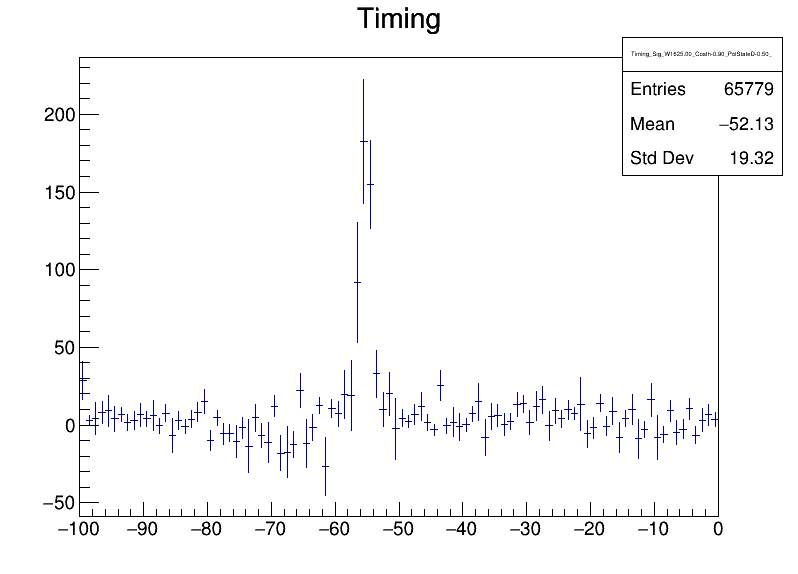 Timing
Timing_Sig_W1625.00_Costh-0.90_PolStateD-0.50_
Entries 65779
Mean −52.13
Std Dev 19.32
200
150
100
50
0
−50
−100 −90 −80 −70 −60 −50 −40 −30 −20 −10 0